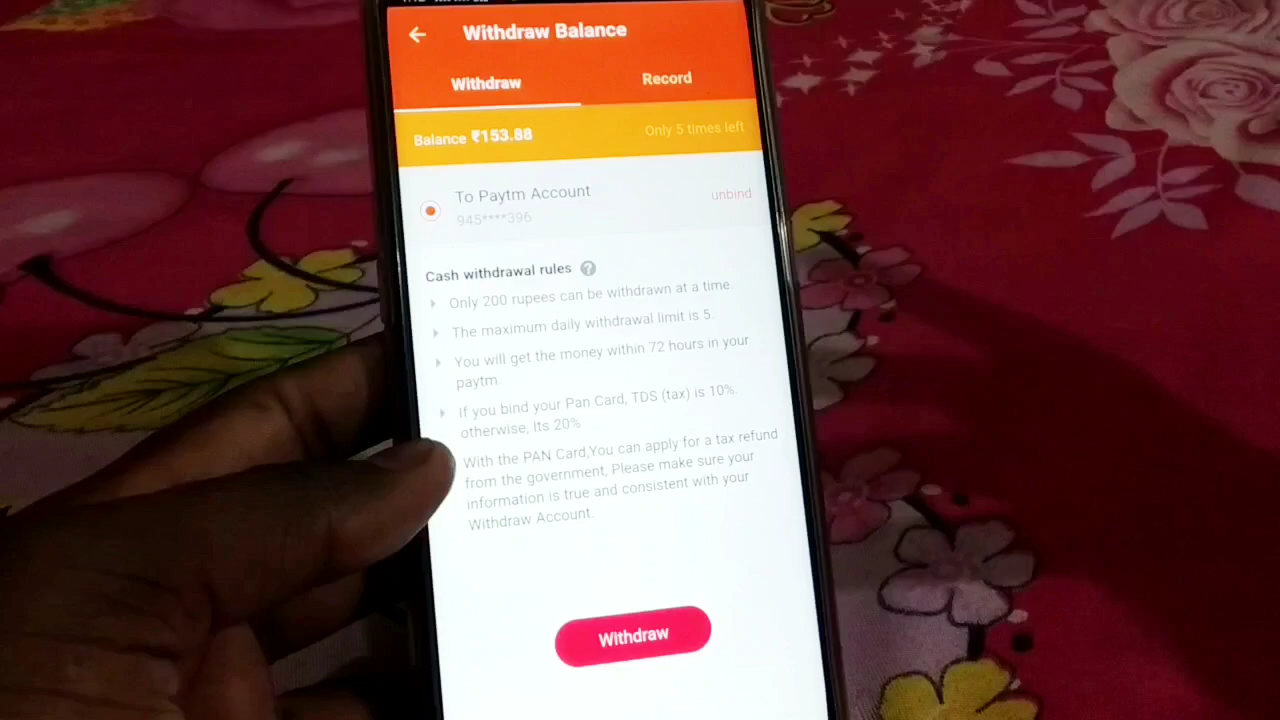 Withdraw Balance
Withdraw
Record
Balance ₹153.88
Only 5 times left
To Paytm Account
unbind
945****396
Cash withdrawal rules ?
Only 200 rupees can be withdrawn at a time.
The maximum daily withdrawal limit is 5
You will get the money within 72 hours in your
paytm.
If you bind your Pan Card, TDS (tax) is 10%.
otherwise, Its 20%
With the PAN Card,You can apply for a tax refund
from the government, Please make sure your
information is true and consistent with your
Withdraw Account.
Withdraw